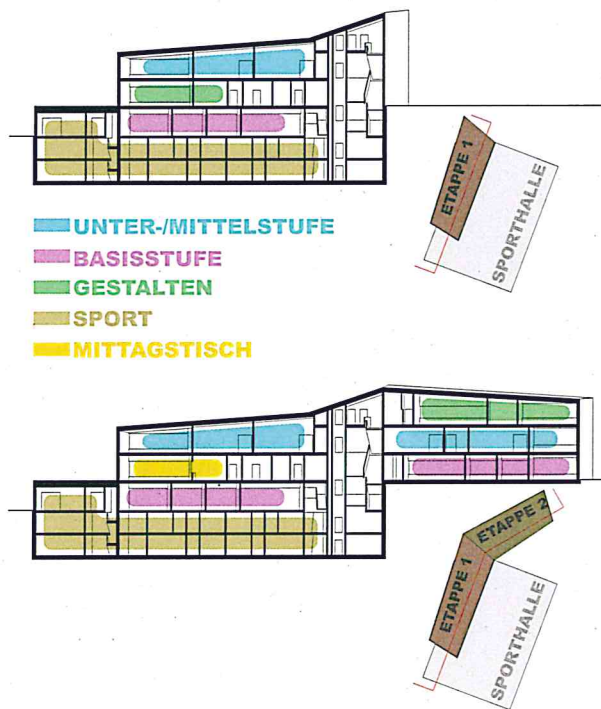 ETAPPE 1
SPORTHALLE
UNTER-/MITTELSTUFE
BASISSTUFE
GESTALTEN
SPORT
MITTAGSTISCH
ETAPPE 2
ETAPPE 1
SPORTHALLE